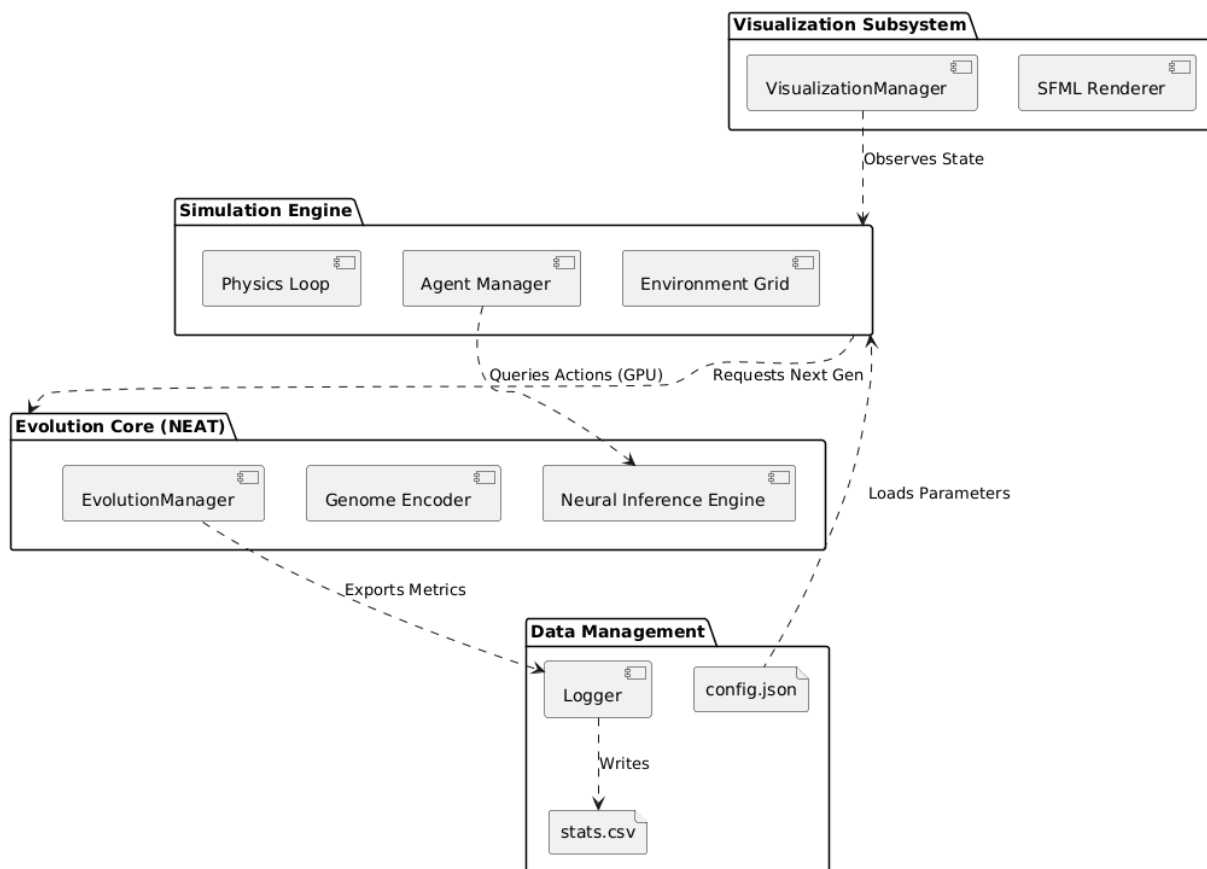 Visualization Subsystem
VisualizationManager
SFML Renderer
Observes State
Simulation Engine
Physics Loop
Agent Manager
Environment Grid
Queries Actions (GPU)
Requests Next Gen
Evolution Core (NEAT)
EvolutionManager
Genome Encoder
Neural Inference Engine
Loads Parameters
Exports Metrics
Data Management
Logger
config.json
Writes
stats.csv